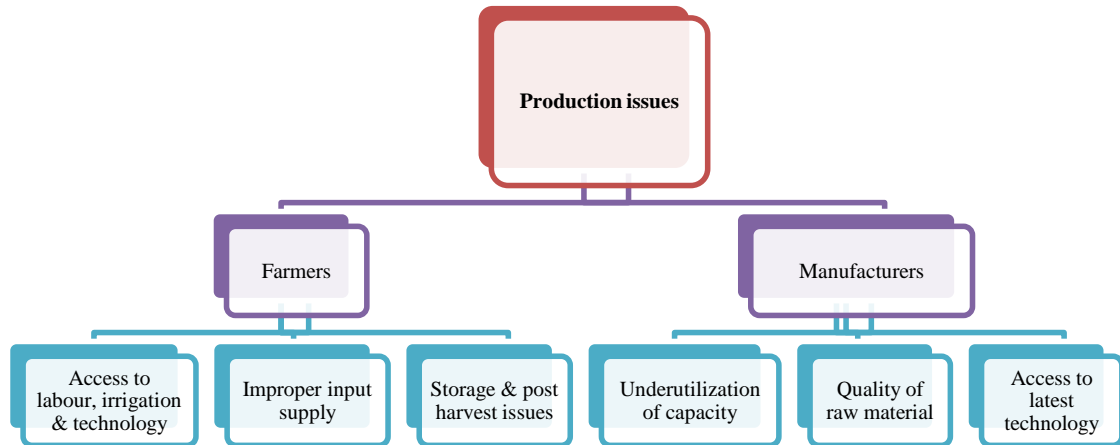 Production issues
Farmers
Manufacturers
Access to
labour, irrigation
& technology
Improper input
supply
Storage & post
harvest issues
Underutilization
of capacity
Quality of
raw material
Access to
latest
technology